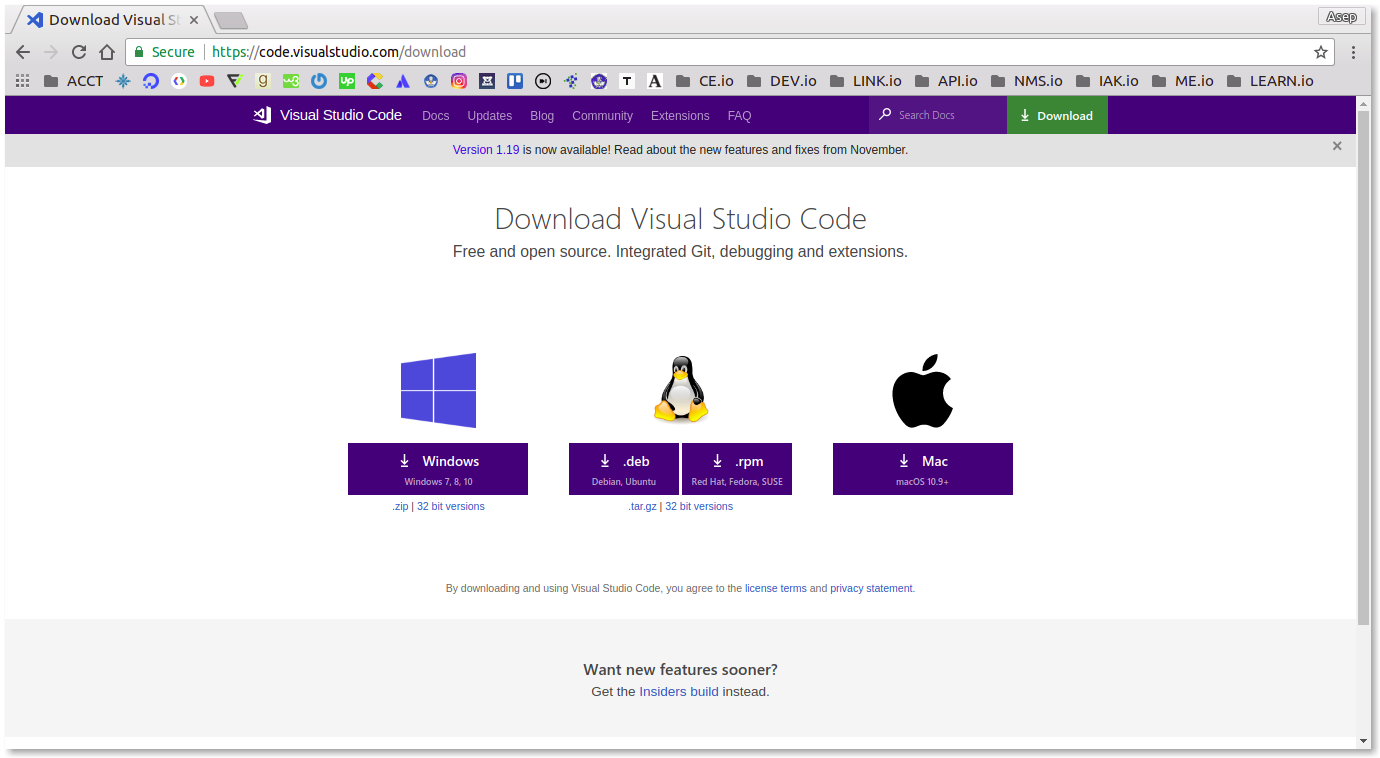 Download Visual St
Asep
Secure | https://code.visualstudio.com/download
ACCT CE.io DEV.io LINK.io API.io NMS.io IAK.io ME.io LEARN.io
Visual Studio Code Docs Updates Blog Community Extensions FAQ Search Docs Download
Version 1.19 is now available! Read about the new features and fixes from November.
Download Visual Studio Code
Free and open source. Integrated Git, debugging and extensions.
Windows .deb .rpm Mac
Windows 7, 8, 10 Debian, Ubuntu Red Hat, Fedora, SUSE macOS 10.9+
.zip | 32 bit versions .tar.gz | 32 bit versions
By downloading and using Visual Studio Code, you agree to the license terms and privacy statement.
Want new features sooner?
Get the Insiders build instead.